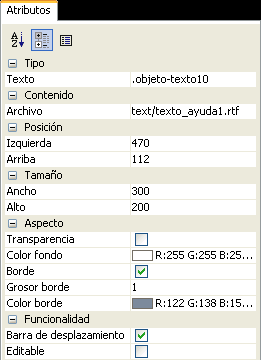 Atributos
Tipo
Texto .objeto-texto10
Contenido
Archivo text/texto_ayuda1.rtf
Posición
Izquierda 470
Arriba 112
Tamaño
Ancho 300
Alto 200
Aspecto
Transparencia
Color fondo R:255 G:255 B:25...
Borde
Grosor borde 1
Color borde R:122 G:138 B:15...
Funcionalidad
Barra de desplazamiento
Editable